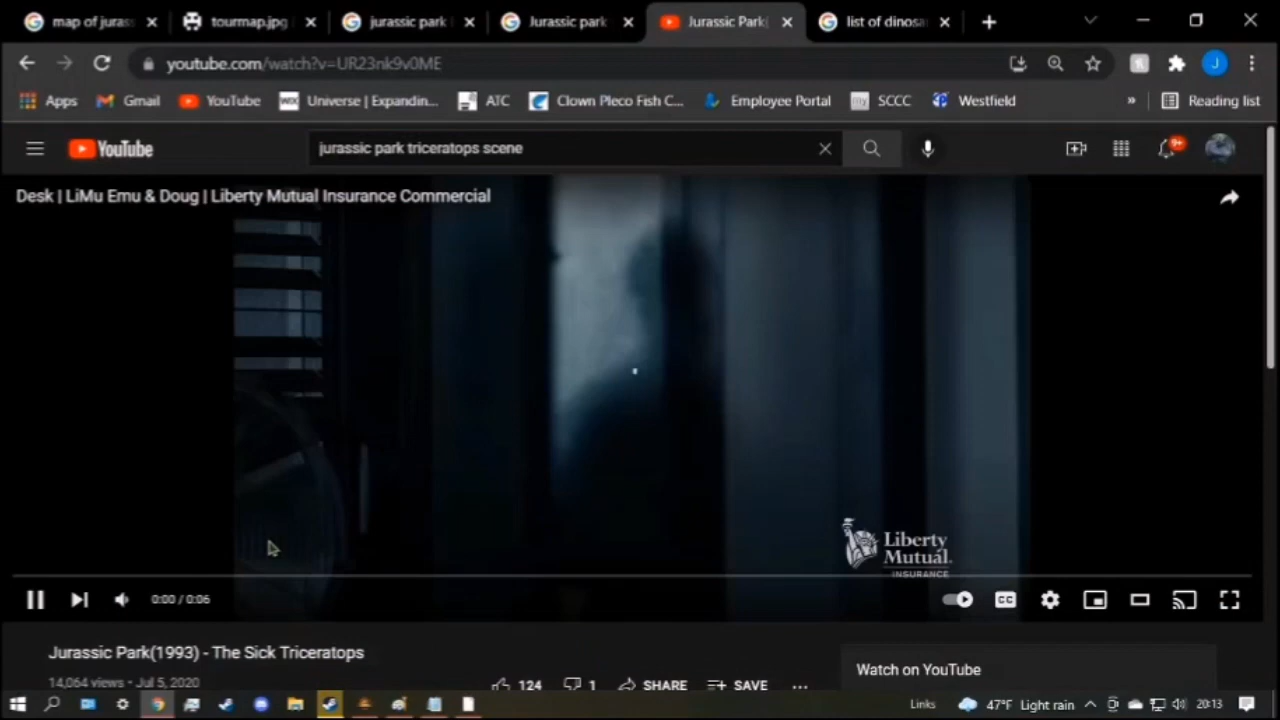 map of juras
tourmap.jpg
jurassic park
Jurassic park
Jurassic Park(
list of dinosa
youtube.com/watch?v=UR23nk9v0ME
J
Apps
Gmail
YouTube
WIX
Universe | Expandin...
ATC
Clown Pleco Fish C...
Employee Portal
my
SCCC
Westfield
»
Reading list
YouTube
jurassic park triceratops scene
9+
Desk | LiMu Emu & Doug | Liberty Mutual Insurance Commercial
Liberty
Mutual.
INSURANCE
0:00 / 0:06
CC
Jurassic Park(1993) - The Sick Triceratops
14,064 views • Jul 5, 2020
124
1
SHARE
SAVE
...
Watch on YouTube
Links
47°F Light rain
20:13